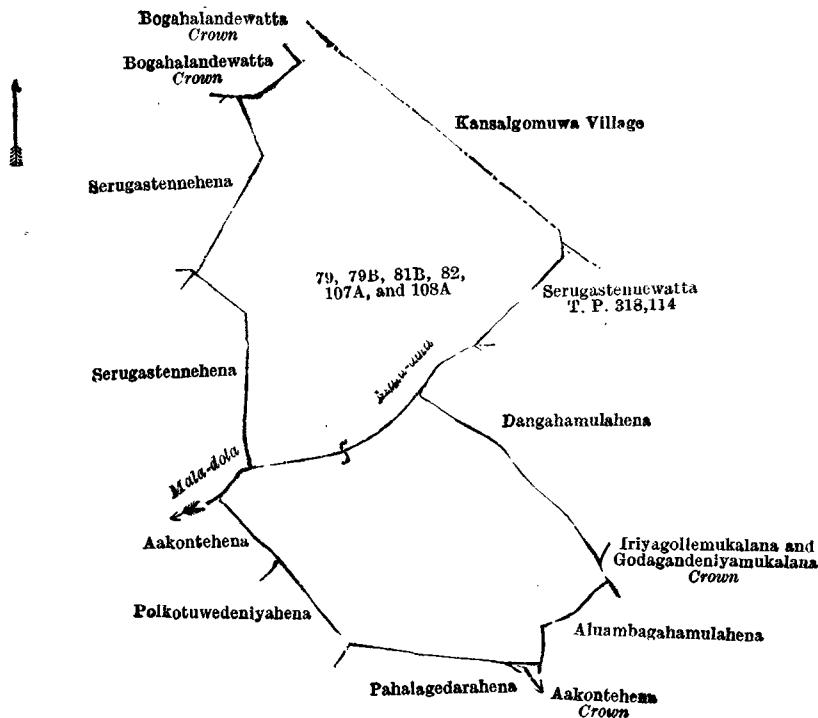 Bogahalandewatta
Crown
Bogahalandewatta
Crown
Kansalgomuwa Village
Serugastennehena
79, 79B, 81B, 82,
107A, and 108A
Serugastennewatta
T. P. 318,114
Serugastennehena
Dangahamulahena
Mala-dola
Aakontehena
Iriyagollemukalana and
Godagandeniyamukalana
Crown
Polkotuwedeniyahena
Aluambagahamulahena
Pahalagedarahena
Aakontehena
Crown